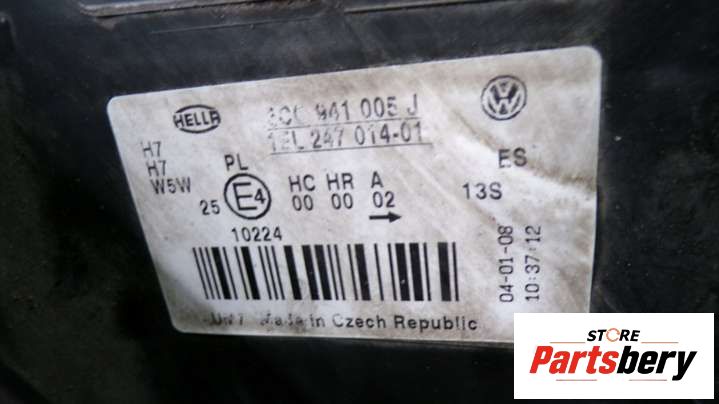 HELLA
941 005 J
1EL 247 014-01
H7
H7
W5W
PL
25
E4
HC HR A
00 00 02
10224
ES
13S
04-01-08
10:37:12
Made in Czech Republic
STORE
Partsbery